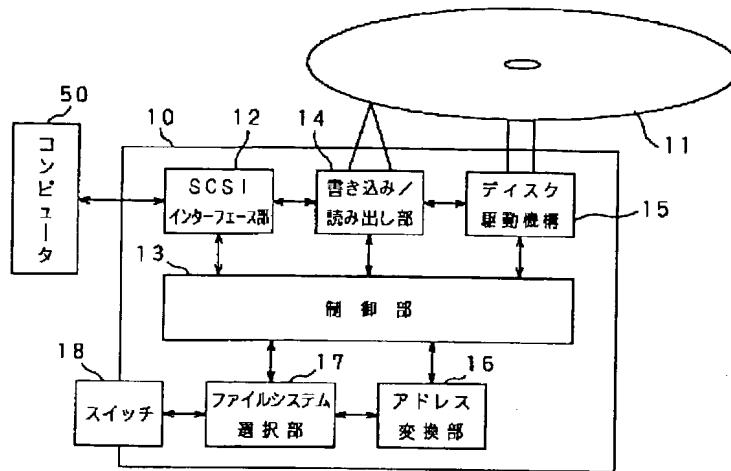 50
コンピュータ
10
12
SCSI
インターフェース部
14
書き込み／
読み出し部
11
ディスク
駆動機構
15
13
制御部
18
スイッチ
17
ファイルシステム
選択部
16
アドレス
変換部